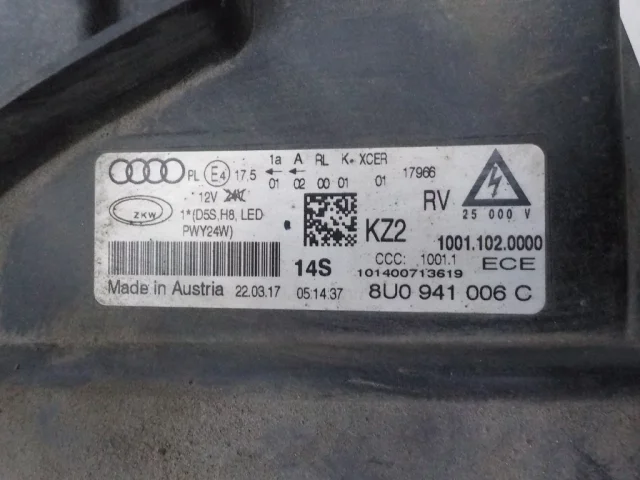 1a A RL K XCER
PL E4 17.5 01 02 00 01 01 17966
12V 24V
ZKW 1*(D5S, H8, LED
PWY24W)
KZ2
RV
25 000 V
1001.102.0000
14S
CCC: 1001.1 ECE
101400713619
Made in Austria 22.03.17 05:14.37 8U0 941 006 C